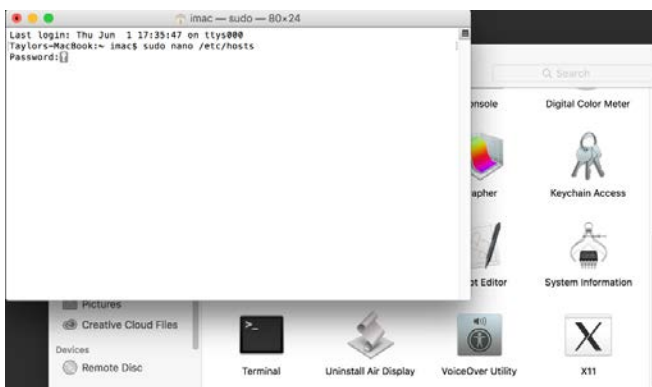 imac — sudo — 80×24
Last login: Thu Jun  1 17:35:47 on ttys000
Taylors-MacBook:~ imac$ sudo nano /etc/hosts
Password:
Search
onsole
Digital Color Meter
apher
Keychain Access
ot Editor
System Information
Pictures
Creative Cloud Files
Devices
Remote Disc
>_
Terminal
Uninstall Air Display
VoiceOver Utility
X
X11